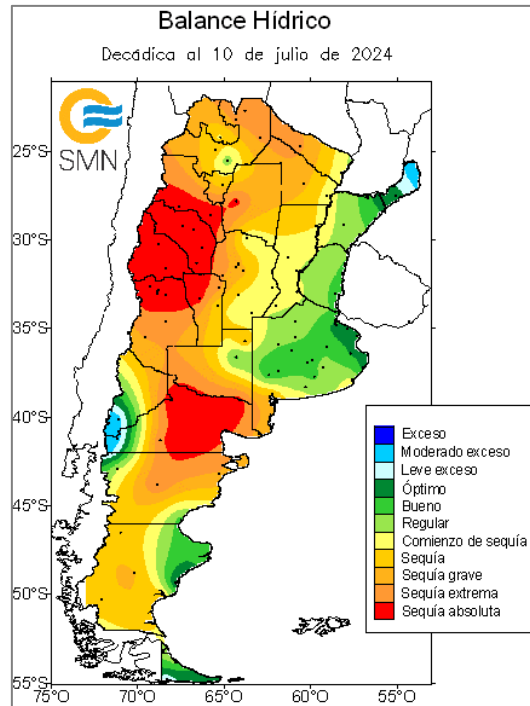 Balance Hídrico
Decádica al 10 de julio de 2024
SMN
25°S
30°S
35°S
40°S
45°S
50°S
55°S
75°O
70°O
65°O
60°O
55°O
Exceso
Moderado exceso
Leve exceso
Óptimo
Bueno
Regular
Comienzo de sequía
Sequía
Sequía grave
Sequía extrema
Sequía absoluta